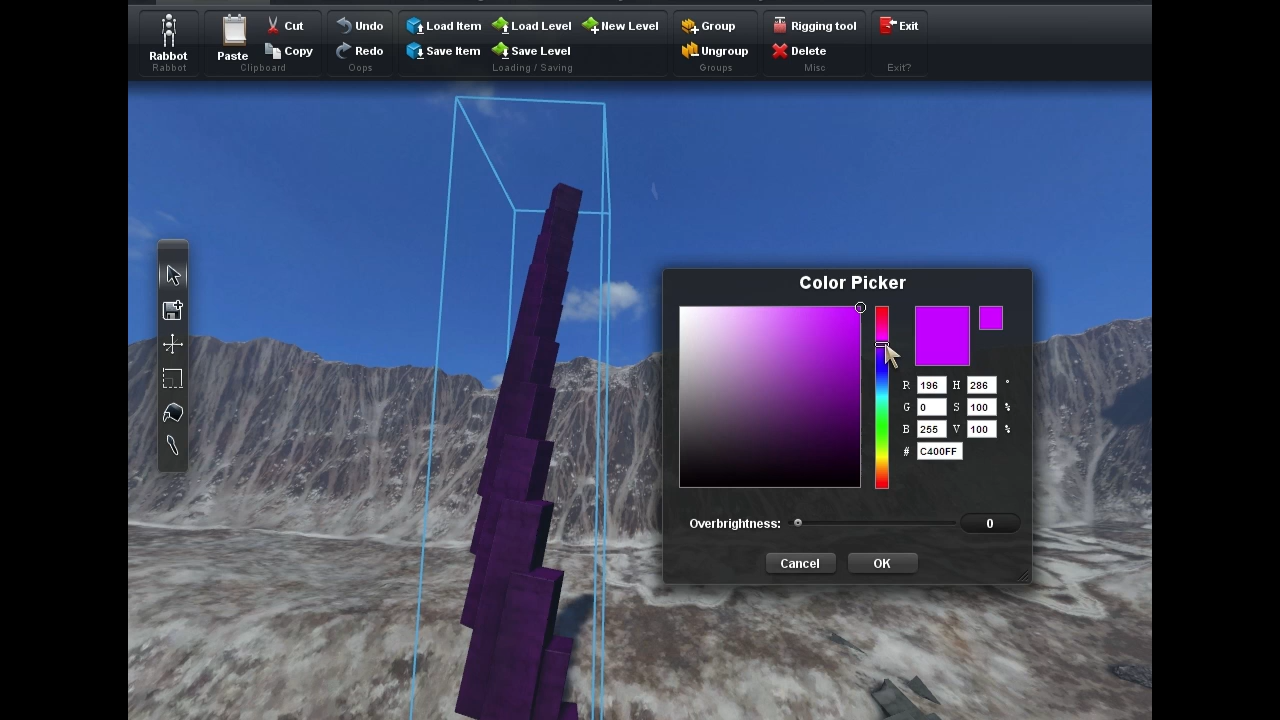 Rabbot
Rabbot
Paste
Cut
Copy
Clipboard
Undo
Redo
Oops
Load Item
Load Level
New Level
Save Item
Save Level
Loading / Saving
Group
Ungroup
Groups
Rigging tool
Delete
Misc
Exit
Exit?
Color Picker
R 196 H 286 °
G 0 S 100 %
B 255 V 100 %
# C400FF
Overbrightness: 0
Cancel OK